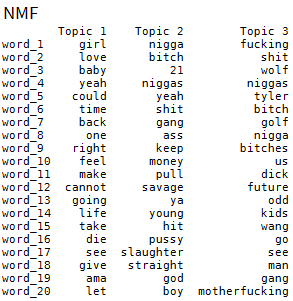 NMF
Topic 1 Topic 2 Topic 3
word_1 girl nigga fucking
word_2 love bitch shit
word_3 baby 21 wolf
word_4 yeah niggas niggas
word_5 could yeah tyler
word_6 time shit bitch
word_7 back gang golf
word_8 one ass nigga
word_9 right keep bitches
word_10 feel money us
word_11 make pull dick
word_12 cannot savage future
word_13 going ya odd
word_14 life young kids
word_15 take hit wang
word_16 die pussy go
word_17 see slaughter see
word_18 give straight man
word_19 ama god gang
word_20 let boy motherfucking